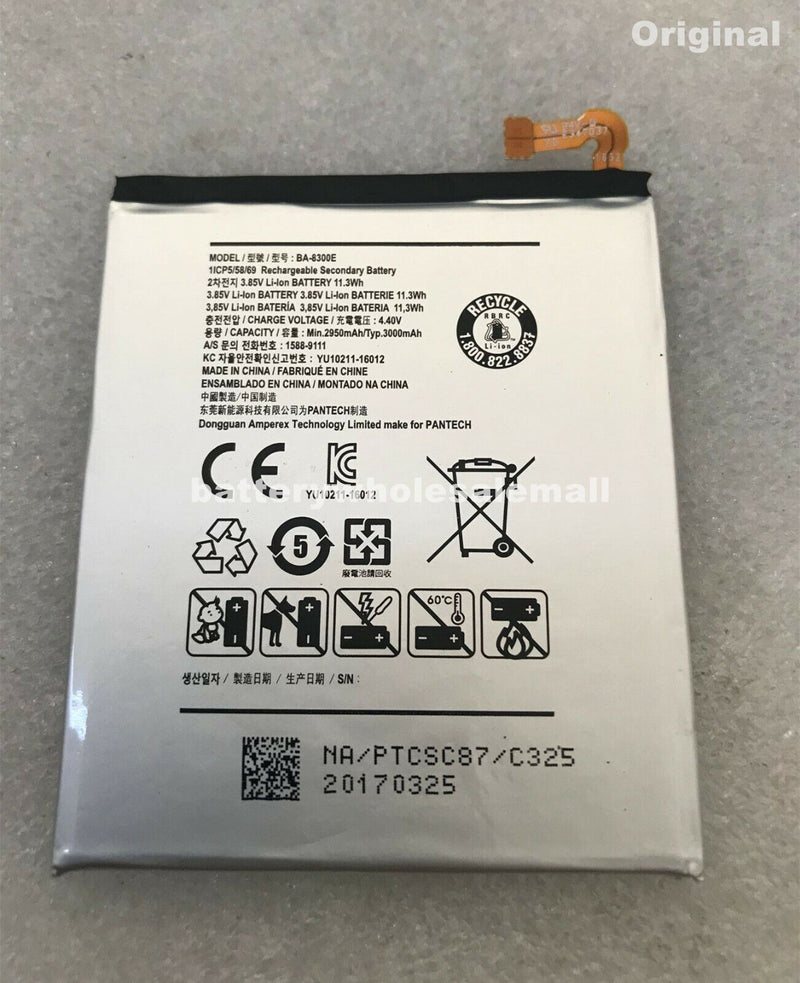 Original
MODEL / 型號 / 型号 : BA-8300E
1ICP5/58/69 Rechargeable Secondary Battery
2차전지 3.85V Li-Ion BATTERY 11.3Wh
3.85V Li-Ion BATTERY 3.85V Li-Ion BATTERIE 11.3Wh
3,85V Li-Ion BATERÍA 3,85V Li-Ion BATERIA 11,3Wh
충전전압 / CHARGE VOLTAGE / 充電電压 : 4.40V
용량 / CAPACITY / 容量 : Min.2950mAh/Typ.3000mAh
A/S 문의 전화번호 : 1588-9111
KC 자율안전확인신고번호 : YU10211-16012
MADE IN CHINA / FABRIQUÉ EN CHINE
ENSAMBLADO EN CHINA / MONTADO NA CHINA
中國製造/中国制造
东莞新能源科技有限公司为PANTECH制造
Dongguan Amperex Technology Limited make for PANTECH
RECYCLE
RBRC
Li-ion
1.800.822.8837
CE
KC
YU10211-16012
batterywholesalemall
5
廢電池請回收
60°C
생산일자 / 製造日期 / 生产日期 / S/N :
NA/PTCSC87/C325
20170325